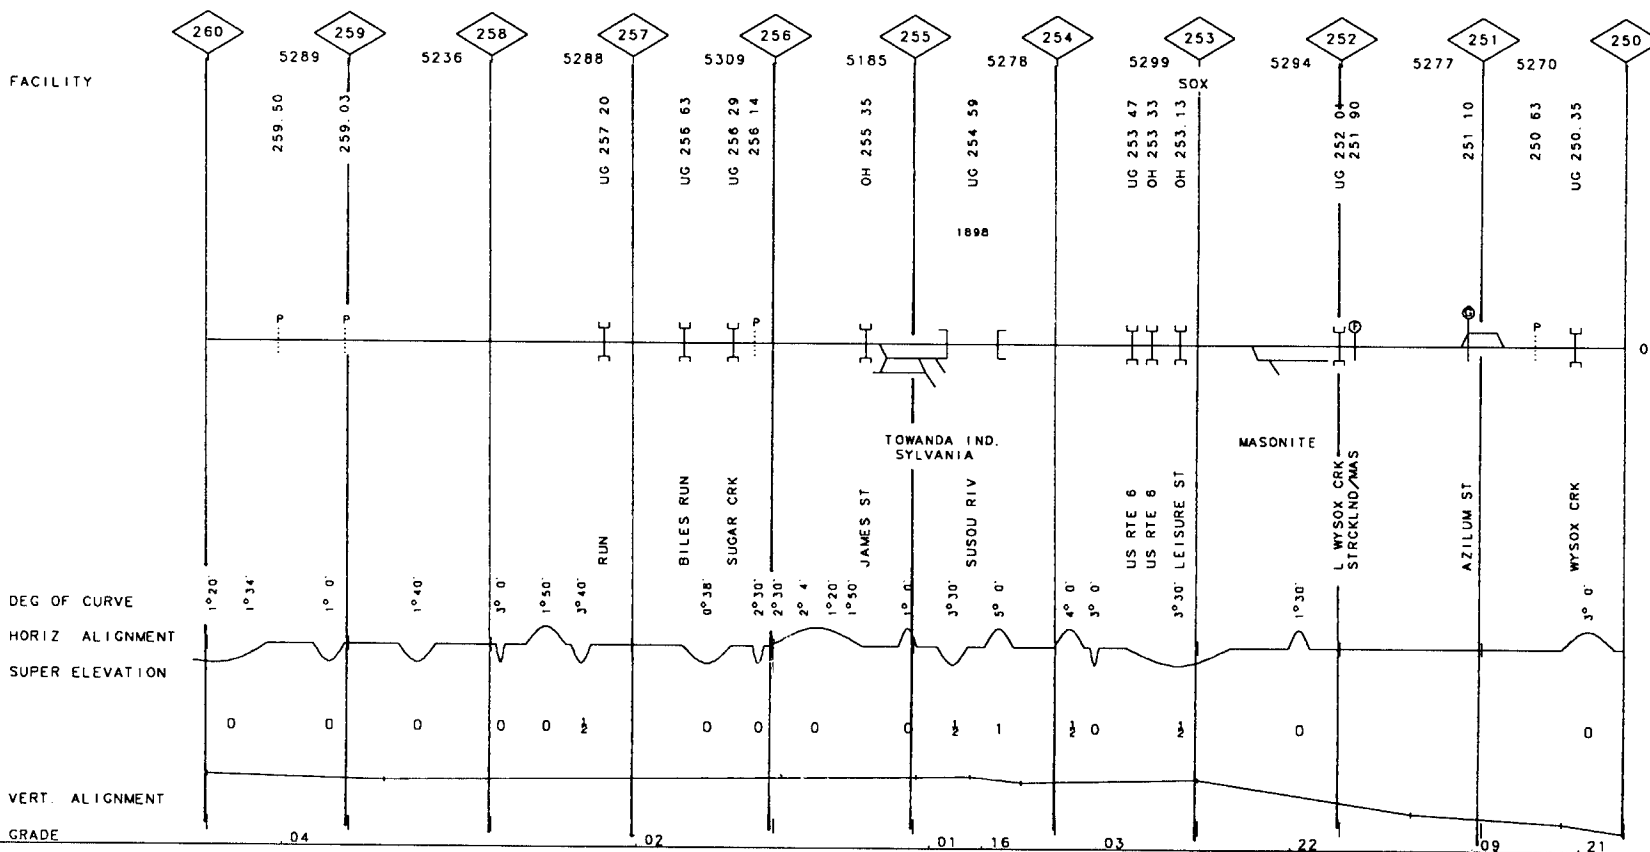 260 259 258 257 256 255 254 253 252 251 250
5289 5236 5288 5309 5185 5278 5299 5294 5277 5270
SOX
FACILITY
259.50
259.03
UG 257 20
UG 256 63
UG 256 29
256 14
OH 255 35
UG 254 59
UG 253 47
OH 253 33
OH 253.13
UG 252 04
251 90
251 10
250 63
UG 250.35
1898
P P P P
F
G
0
TOWANDA IND.
SYLVANIA
MASONITE
RUN
BILES RUN
SUGAR CRK
JAMES ST
SUSQU RIV
US RTE 6
US RTE 6
LEISURE ST
L WYSOX CRK
STRCKLND/MAS
AZILUM ST
WYSOX CRK
DEG OF CURVE
1°20' 1°34' 1° 0' 1°40' 3° 0' 1°50' 3°40' 0°38' 2°30' 2°30' 2° 4' 1°20' 1°50' 1° 0' 3°30' 5° 0' 4° 0' 3° 0' 3°30' 1°30' 3° 0'
HORIZ ALIGNMENT
SUPER ELEVATION
0 0 0 0 0 ½ 0 0 0 0 ½ 1 ½ 0 ½ 0 0
VERT. ALIGNMENT
GRADE .04 .02 .01 .16 .03 .22 .09 .21